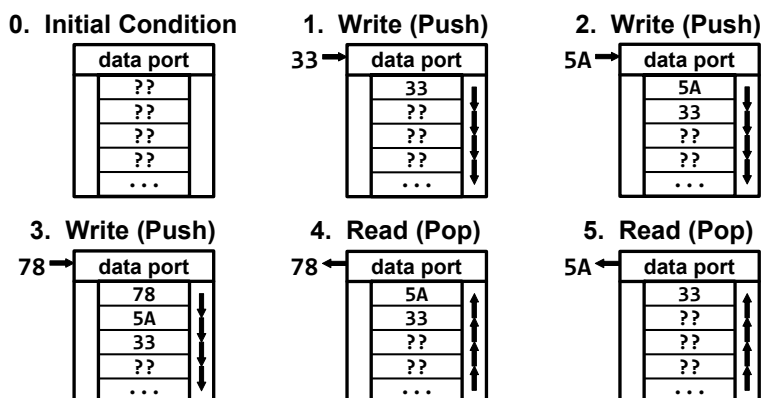 0. Initial Condition
data port
??
??
??
??
...
1. Write (Push)
33
data port
33
??
??
??
...
2. Write (Push)
5A
data port
5A
33
??
??
...
3. Write (Push)
78
data port
78
5A
33
??
...
4. Read (Pop)
78
data port
5A
33
??
??
...
5. Read (Pop)
5A
data port
33
??
??
??
...